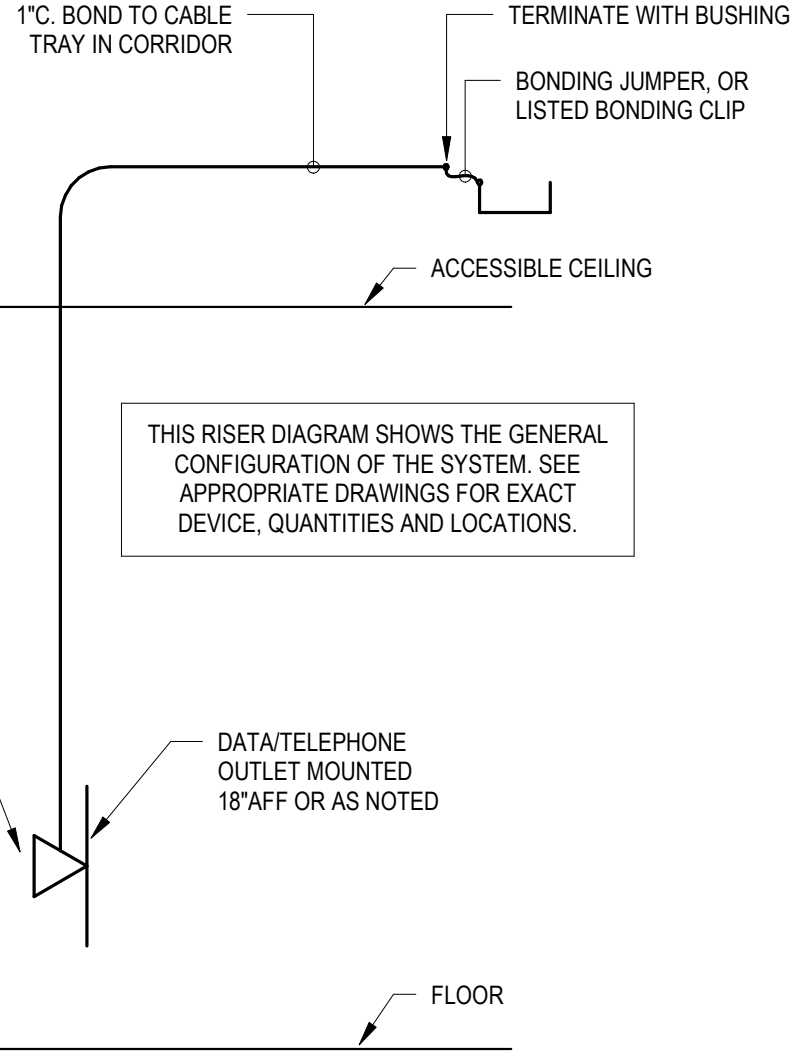 1"C. BOND TO CABLE
TRAY IN CORRIDOR
TERMINATE WITH BUSHING
BONDING JUMPER, OR
LISTED BONDING CLIP
ACCESSIBLE CEILING
THIS RISER DIAGRAM SHOWS THE GENERAL
CONFIGURATION OF THE SYSTEM. SEE
APPROPRIATE DRAWINGS FOR EXACT
DEVICE, QUANTITIES AND LOCATIONS.
DATA/TELEPHONE
OUTLET MOUNTED
18"AFF OR AS NOTED
FLOOR